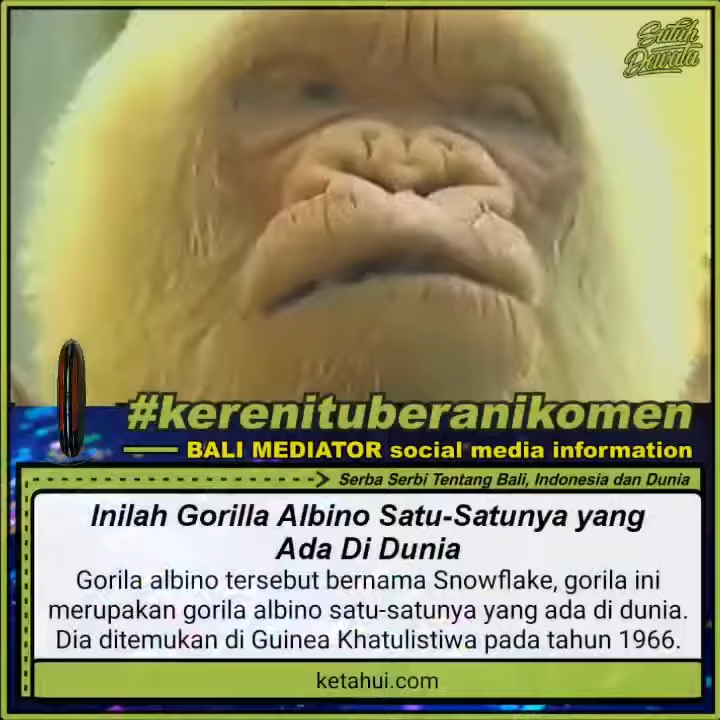 Sutuh
Dewata
#kerenituberanikomen
BALI MEDIATOR social media information
Serba Serbi Tentang Bali, Indonesia dan Dunia
Inilah Gorilla Albino Satu-Satunya yang
Ada Di Dunia
Gorila albino tersebut bernama Snowflake, gorila ini
merupakan gorila albino satu-satunya yang ada di dunia.
Dia ditemukan di Guinea Khatulistiwa pada tahun 1966.
ketahui.com